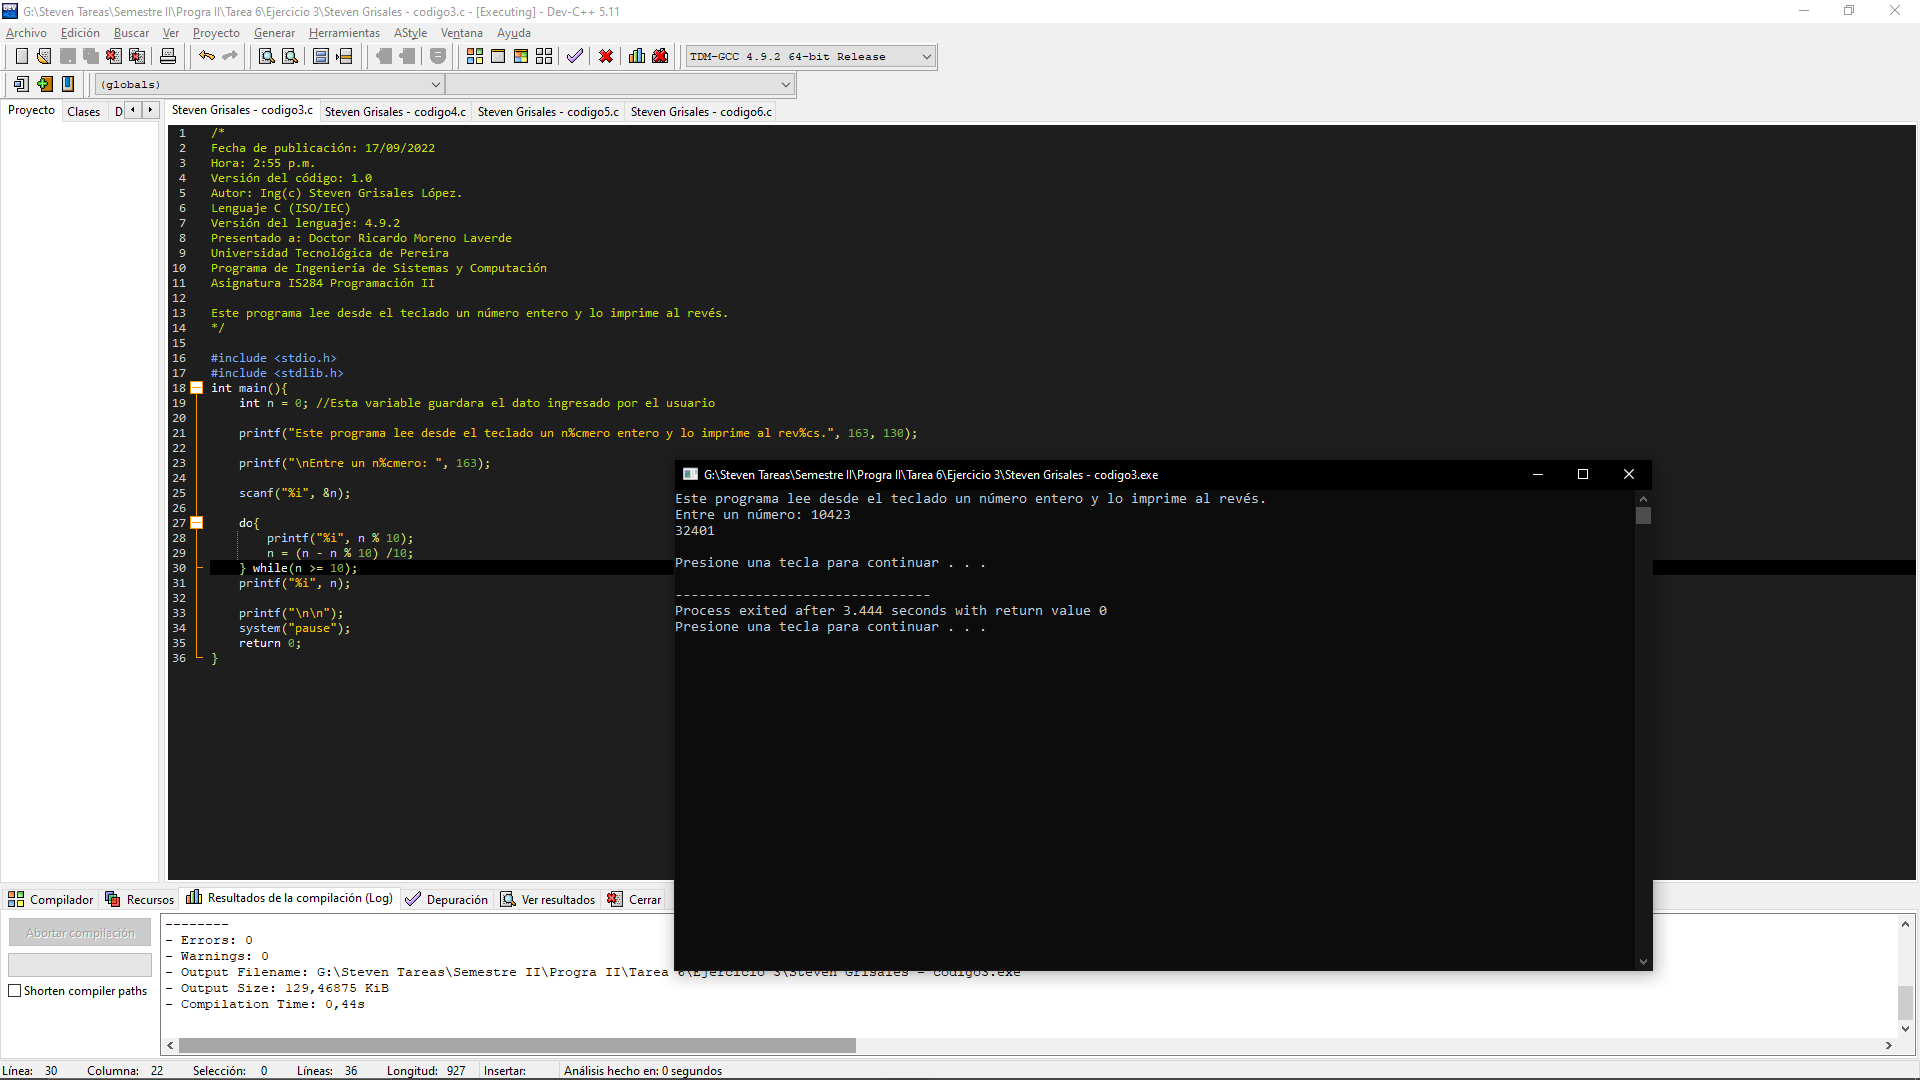 G:\Steven Tareas\Semestre II\Progra II\Tarea 6\Ejercicio 3\Steven Grisales - codigo3.c - [Executing] - Dev-C++ 5.11
Archivo Edición Buscar Ver Proyecto Generar Herramientas AStyle Ventana Ayuda
TDM-GCC 4.9.2 64-bit Release
(globals)
Proyecto Clases D
Steven Grisales - codigo3.c Steven Grisales - codigo4.c Steven Grisales - codigo5.c Steven Grisales - codigo6.c
1 /*
2 Fecha de publicación: 17/09/2022
3 Hora: 2:55 p.m.
4 Versión del código: 1.0
5 Autor: Ing(c) Steven Grisales López.
6 Lenguaje C (ISO/IEC)
7 Versión del lenguaje: 4.9.2
8 Presentado a: Doctor Ricardo Moreno Laverde
9 Universidad Tecnológica de Pereira
10 Programa de Ingeniería de Sistemas y Computación
11 Asignatura IS284 Programación II
12
13 Este programa lee desde el teclado un número entero y lo imprime al revés.
14 */
15
16 #include <stdio.h>
17 #include <stdlib.h>
18 int main(){
19 int n = 0; //Esta variable guardara el dato ingresado por el usuario
20
21 printf("Este programa lee desde el teclado un n%cmero entero y lo imprime al rev%cs.", 163, 130);
22
23 printf("\nEntre un n%cmero: ", 163);
24
25 scanf("%i", &n);
26
27 do{
28 printf("%i", n % 10);
29 n = (n - n % 10) /10;
30 } while(n >= 10);
31 printf("%i", n);
32
33 printf("\n\n");
34 system("pause");
35 return 0;
36 }
G:\Steven Tareas\Semestre II\Progra II\Tarea 6\Ejercicio 3\Steven Grisales - codigo3.exe
Este programa lee desde el teclado un número entero y lo imprime al revés.
Entre un número: 10423
32401
Presione una tecla para continuar . . .
--------------------------------
Process exited after 3.444 seconds with return value 0
Presione una tecla para continuar . . .
Compilador Recursos Resultados de la compilación (Log) Depuración Ver resultados Cerrar
Abortar compilación
Shorten compiler paths
--------
- Errors: 0
- Warnings: 0
- Output Filename: G:\Steven Tareas\Semestre II\Progra II\Tarea 6\Ejercicio 3\Steven Grisales - codigo3.exe
- Output Size: 129,46875 KiB
- Compilation Time: 0,44s
Línea: 30 Columna: 22 Selección: 0 Líneas: 36 Longitud: 927 Insertar: Análisis hecho en: 0 segundos